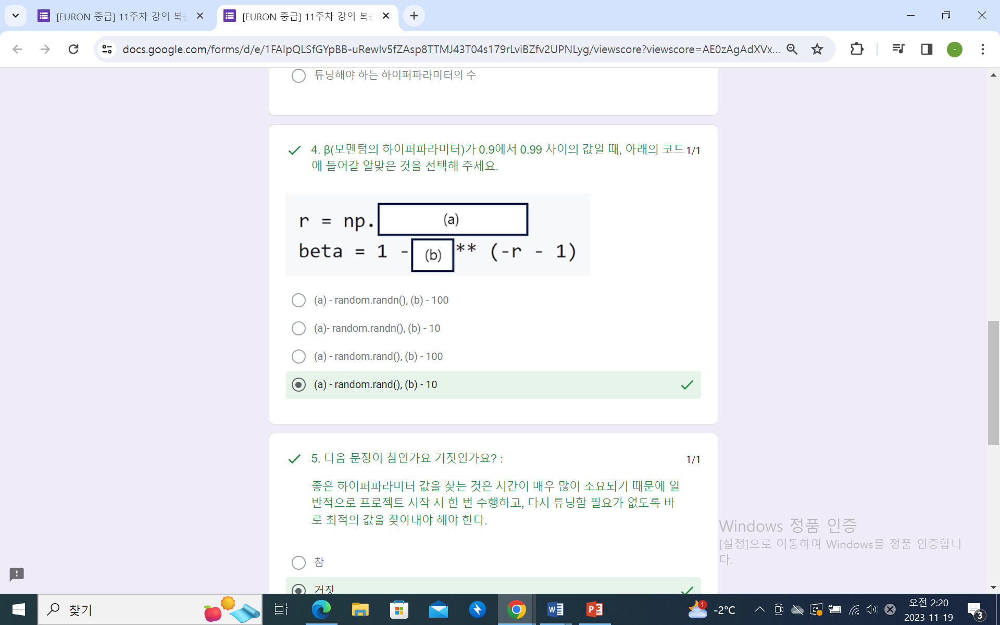 [EURON 중급] 11주차 강의 복습
[EURON 중급] 11주차 강의 복습
docs.google.com/forms/d/e/1FAIpQLSfGYpBB-uRewIv5fZAsp8TTMJ43T04s179rLviBZfv2UPNLyg/viewscore?viewscore=AE0zAgAdXVx...
튜닝해야 하는 하이퍼파라미터의 수
4. β(모멘텀의 하이퍼파라미터)가 0.9에서 0.99 사이의 값일 때, 아래의 코드 1/1
에 들어갈 알맞은 것을 선택해 주세요.
r = np. (a)
beta = 1 - (b) ** (-r - 1)
(a) - random.randn(), (b) - 100
(a)- random.randn(), (b) - 10
(a) - random.rand(), (b) - 100
(a) - random.rand(), (b) - 10
5. 다음 문장이 참인가요 거짓인가요? : 1/1
좋은 하이퍼파라미터 값을 찾는 것은 시간이 매우 많이 소요되기 때문에 일
반적으로 프로젝트 시작 시 한 번 수행하고, 다시 튜닝할 필요가 없도록 바
로 최적의 값을 찾아내야 해야 한다.
참
거짓
Windows 정품 인증
[설정]으로 이동하여 Windows를 정품 인증합니
다.
찾기
1
-2°C
오전 2:20
2023-11-19
3